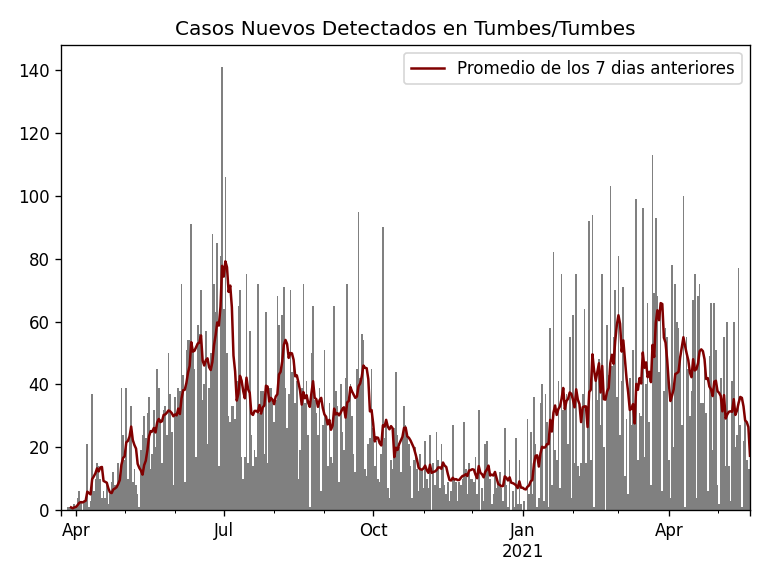 Casos Nuevos Detectados en Tumbes/Tumbes
Promedio de los 7 dias anteriores
140
120
100
80
60
40
20
0
Apr
Jul
Oct
Jan
2021
Apr